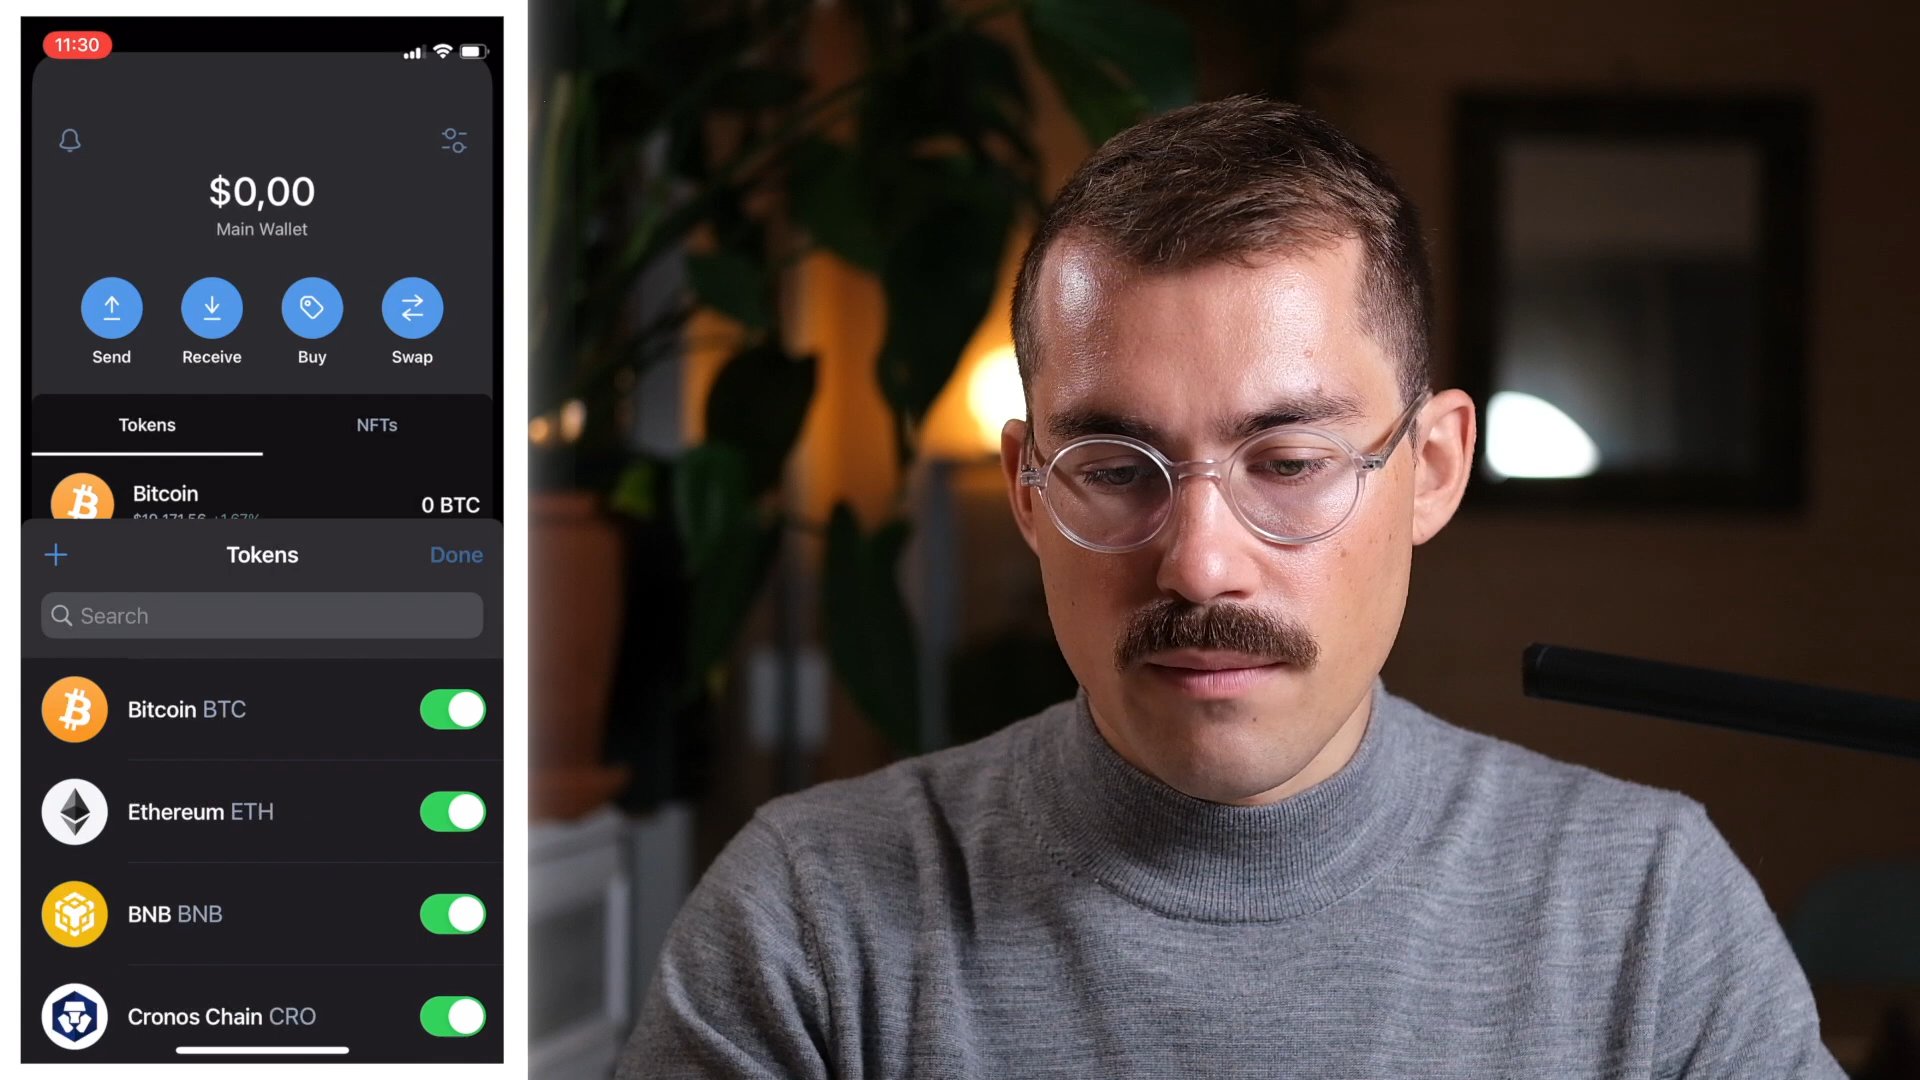 11:30
$0,00
Main Wallet
Send Receive Buy Swap
Tokens NFTs
Bitcoin
0 BTC
Tokens Done
Search
Bitcoin BTC
Ethereum ETH
BNB BNB
Cronos Chain CRO